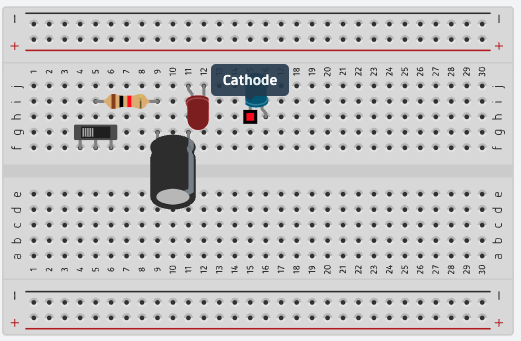 − −
+ +
1 2 3 4 5 6 7 8 9 10 11 12 13 14 15 16 17 18 19 20 21 22 23 24 25 26 27 28 29 30
Cathode
j j
i i
h h
g g
f f
e e
d d
c c
b b
a a
1 2 3 4 5 6 7 8 9 10 11 12 13 14 15 16 17 18 19 20 21 22 23 24 25 26 27 28 29 30
− −
+ +